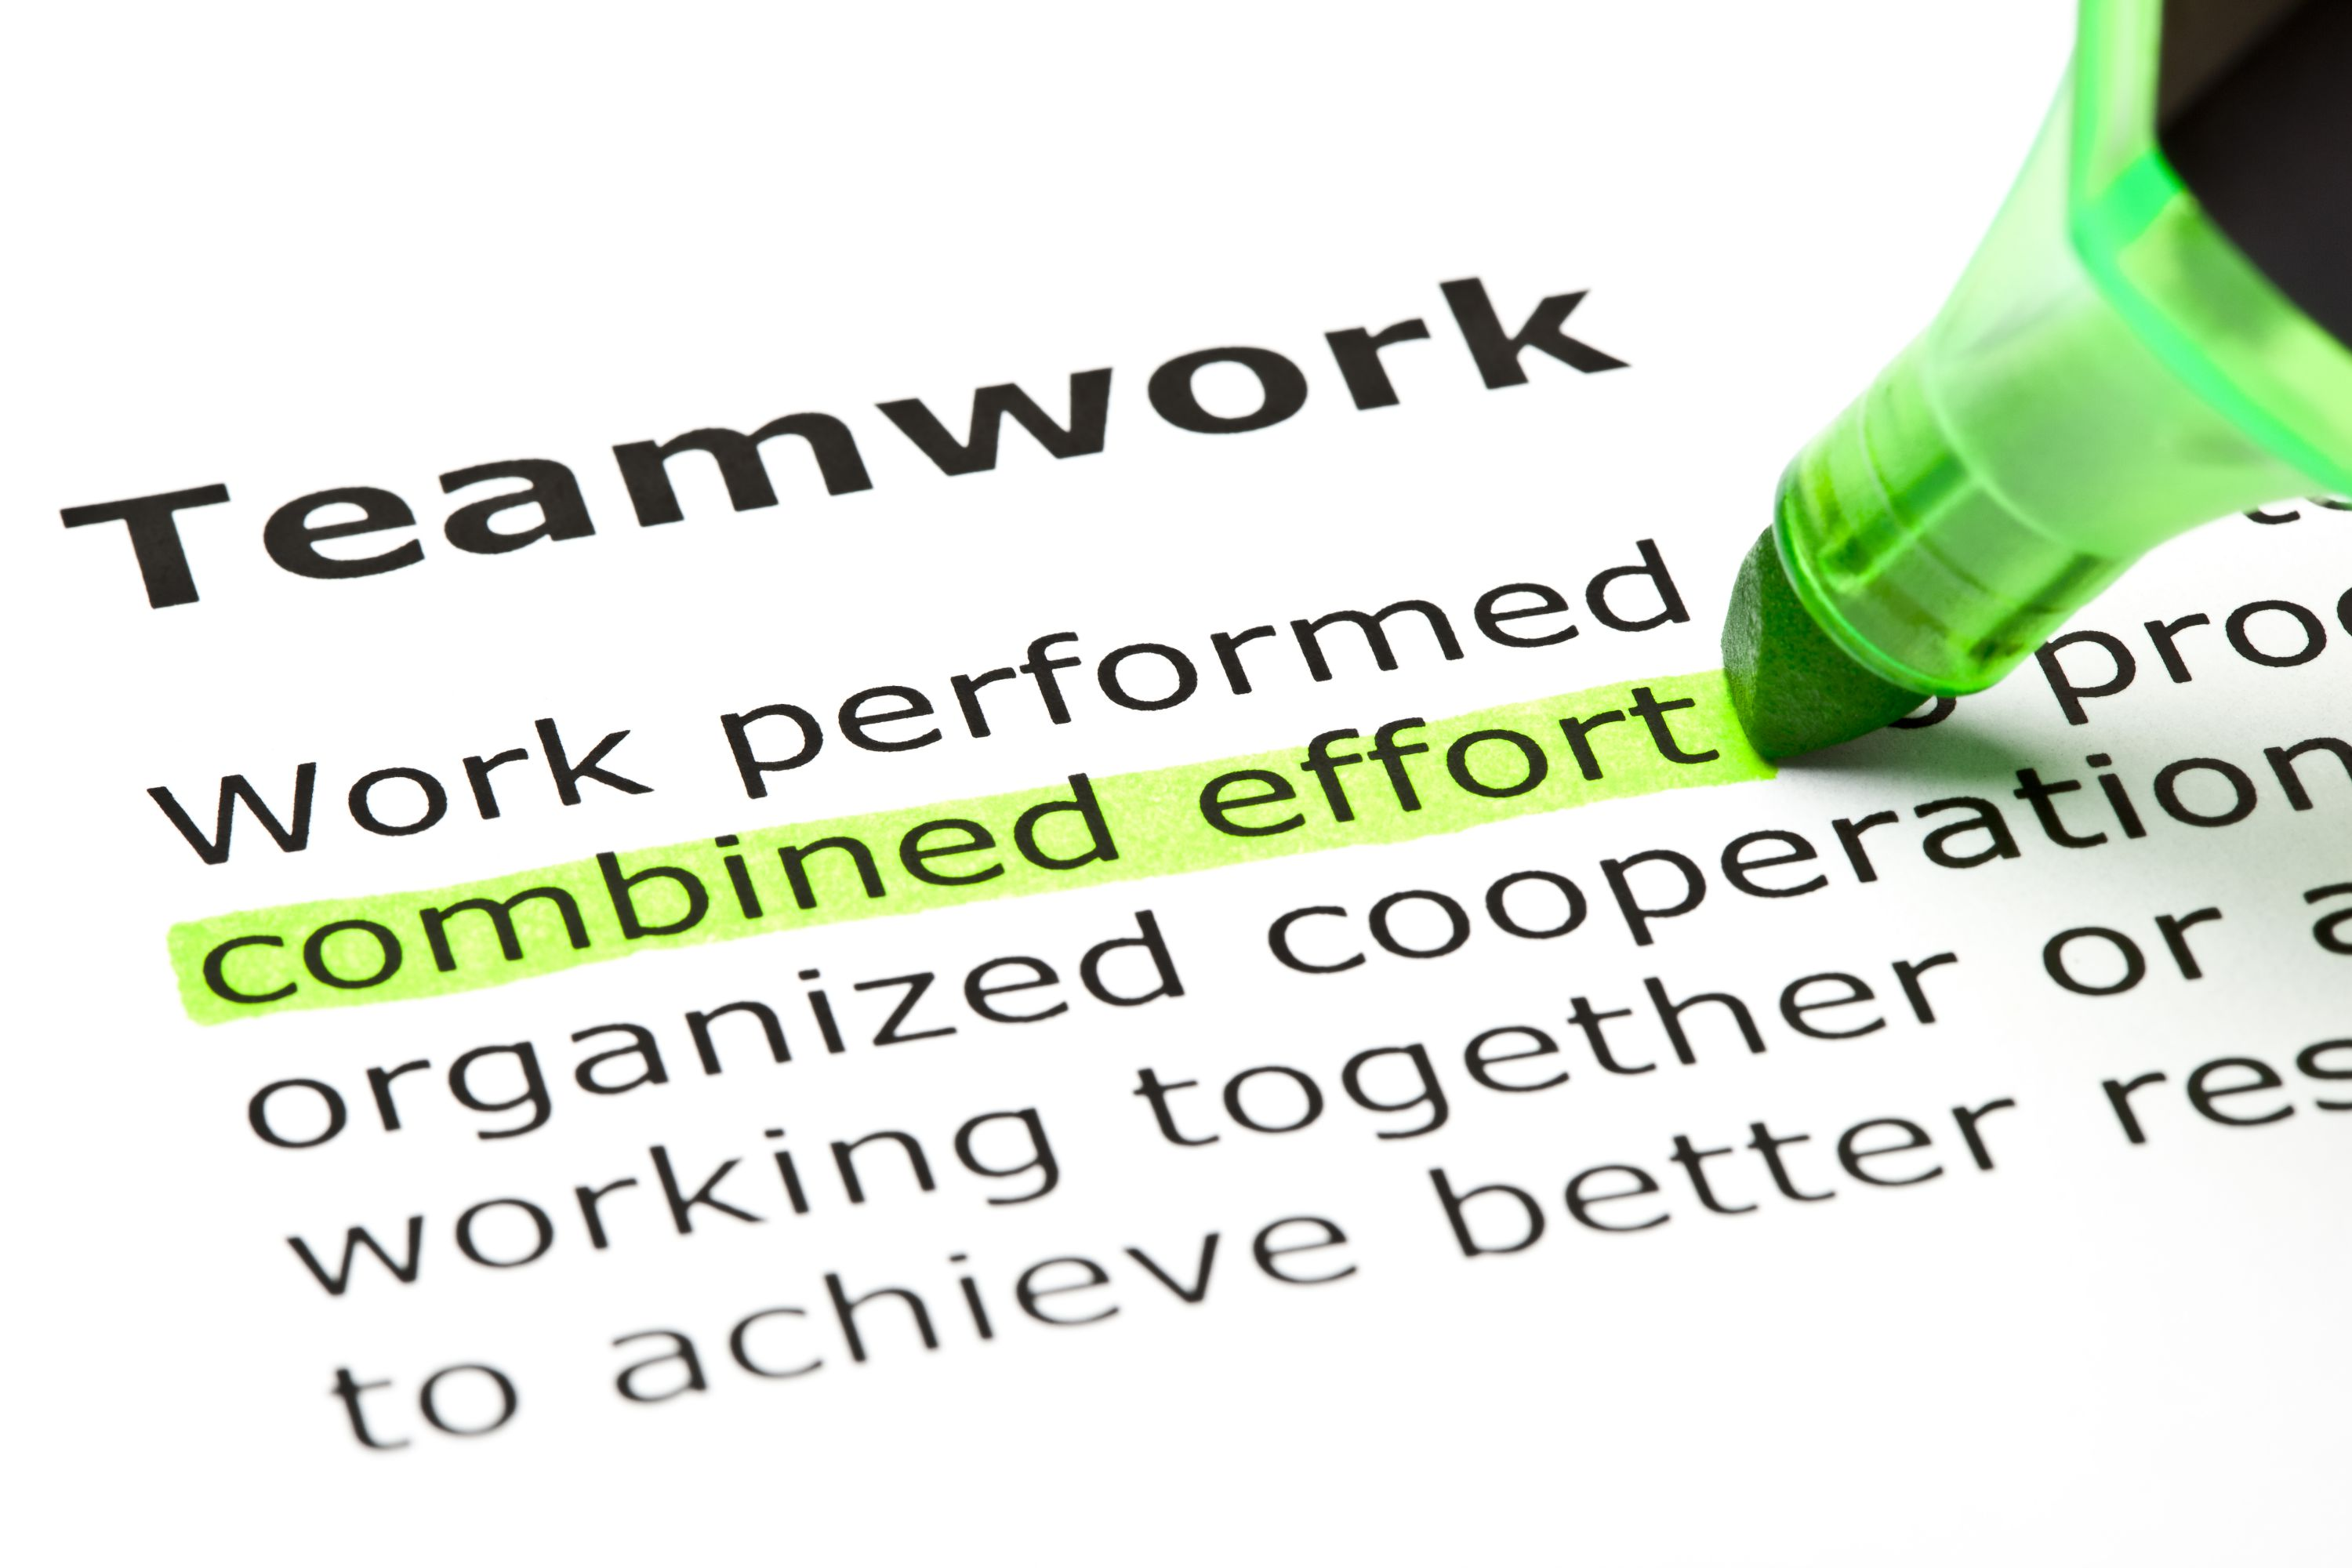 Teamwork
Work performed
combined effort
organized cooperation
working together or
to achieve better